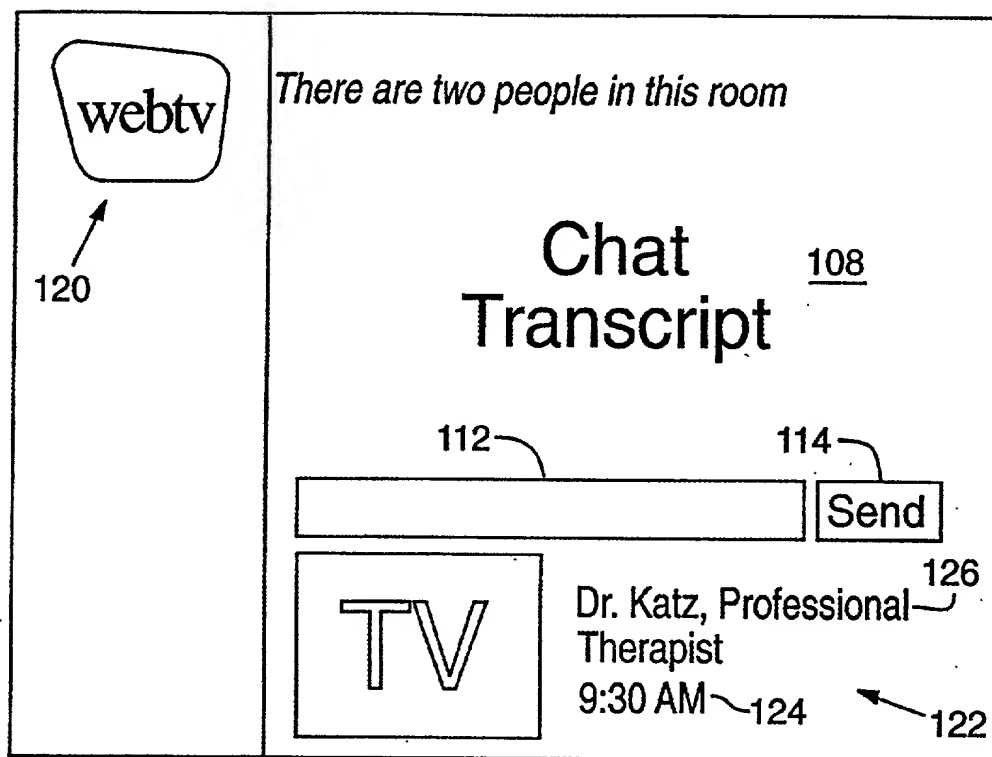 webtv
There are two people in this room
120
Chat 108
Transcript
112 114
Send
126
TV
Dr. Katz, Professional
Therapist
9:30 AM 124
122